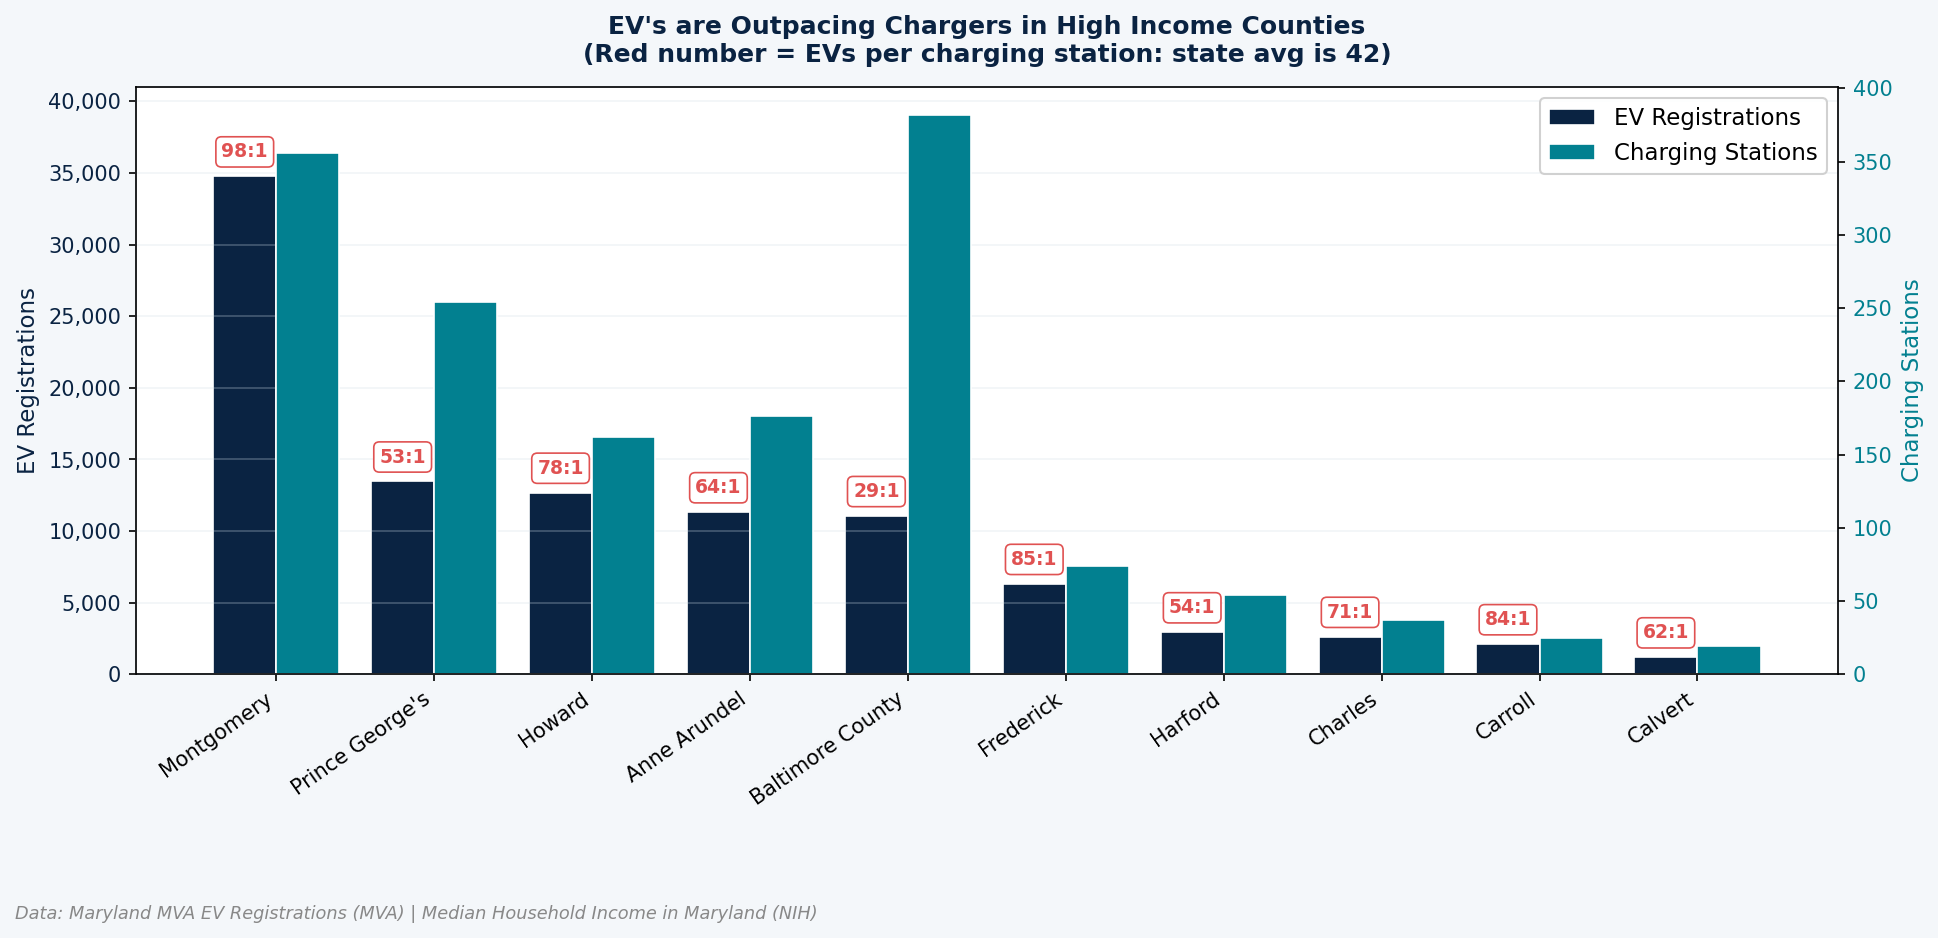 EV's are Outpacing Chargers in High Income Counties
(Red number = EVs per charging station: state avg is 42)
EV Registrations
Charging Stations
40,000
35,000
30,000
25,000
20,000
15,000
10,000
5,000
0
EV Registrations
98:1
53:1
78:1
64:1
29:1
85:1
54:1
71:1
84:1
62:1
400
350
300
250
200
150
100
50
0
Charging Stations
Montgomery
Prince George's
Howard
Anne Arundel
Baltimore County
Frederick
Harford
Charles
Carroll
Calvert
Data: Maryland MVA EV Registrations (MVA) | Median Household Income in Maryland (NIH)